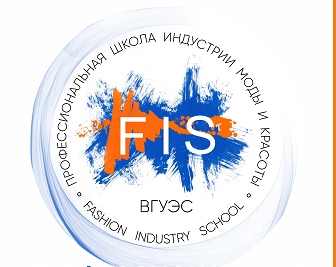 ПРОФЕССИОНАЛЬНАЯ ШКОЛА ИНДУСТРИИ МОДЫ И КРАСОТЫ
FIS
ВГУЭС
FASHION INDUSTRY SCHOOL